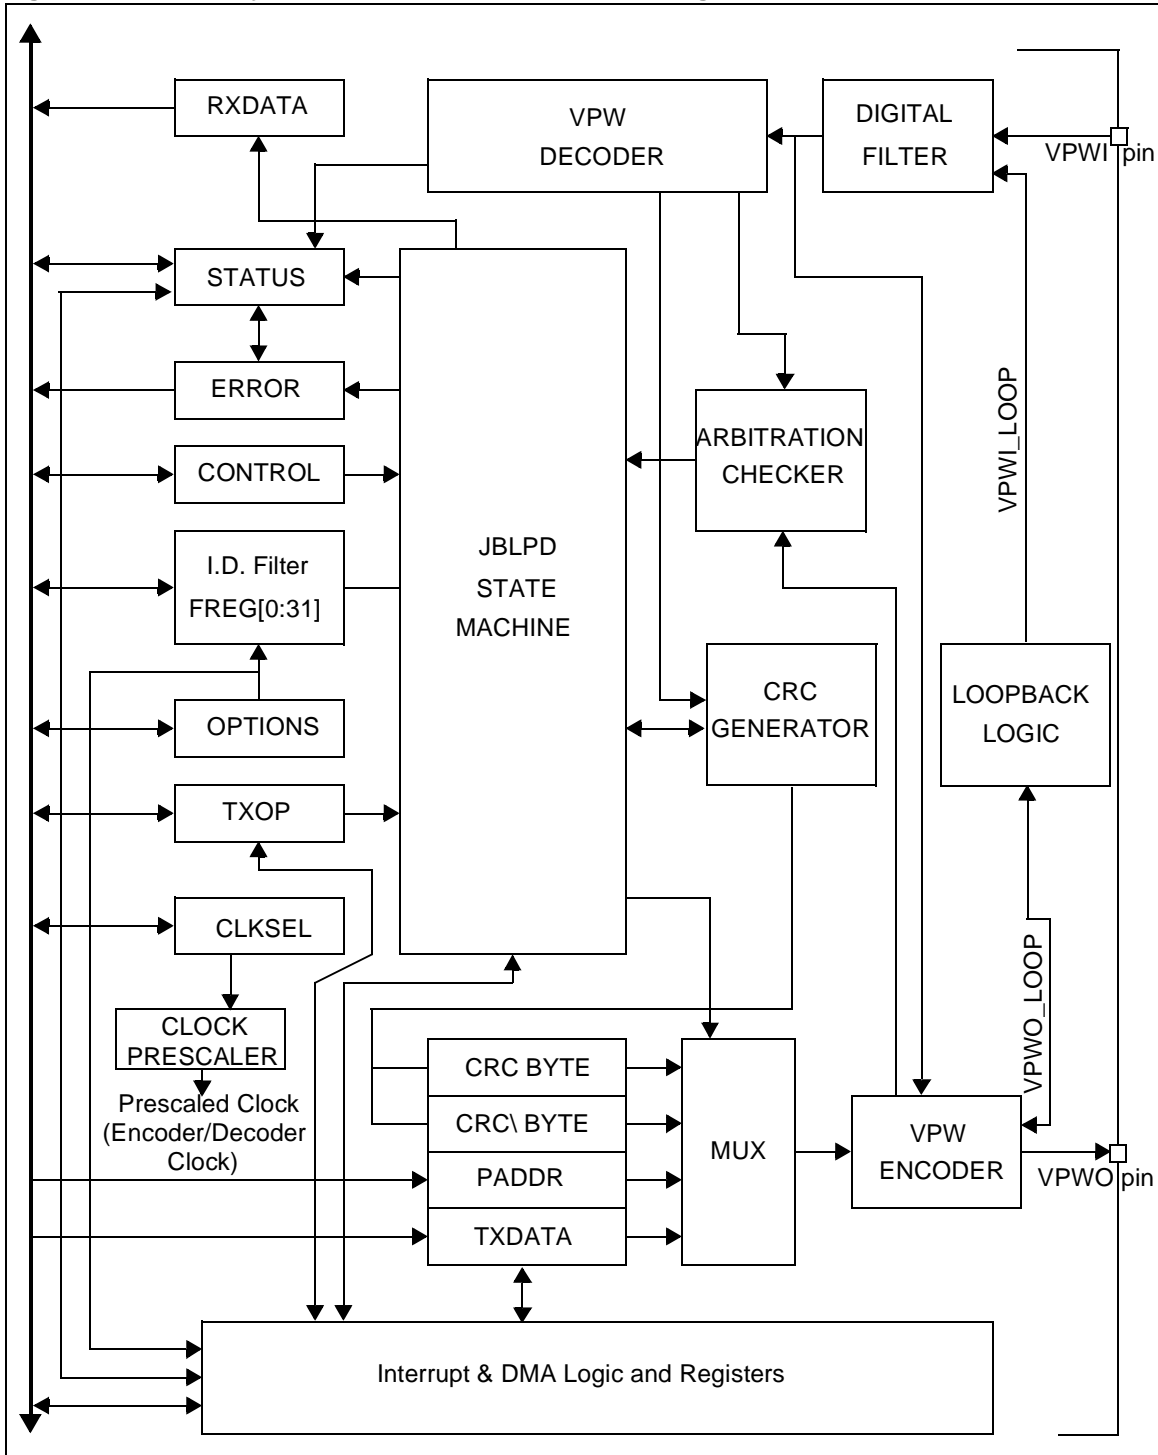 RXDATA
VPW
DECODER
DIGITAL
FILTER
VPWI pin
STATUS
ERROR
CONTROL
I.D. Filter
FREG[0:31]
OPTIONS
TXOP
CLKSEL
CLOCK
PRESCALER
Prescaled Clock
(Encoder/Decoder
Clock)
JBLPD
STATE
MACHINE
ARBITRATION
CHECKER
CRC
GENERATOR
VPWI_LOOP
LOOPBACK
LOGIC
VPWO_LOOP
CRC BYTE
CRC\ BYTE
PADDR
TXDATA
MUX
VPW
ENCODER
VPWO pin
Interrupt & DMA Logic and Registers